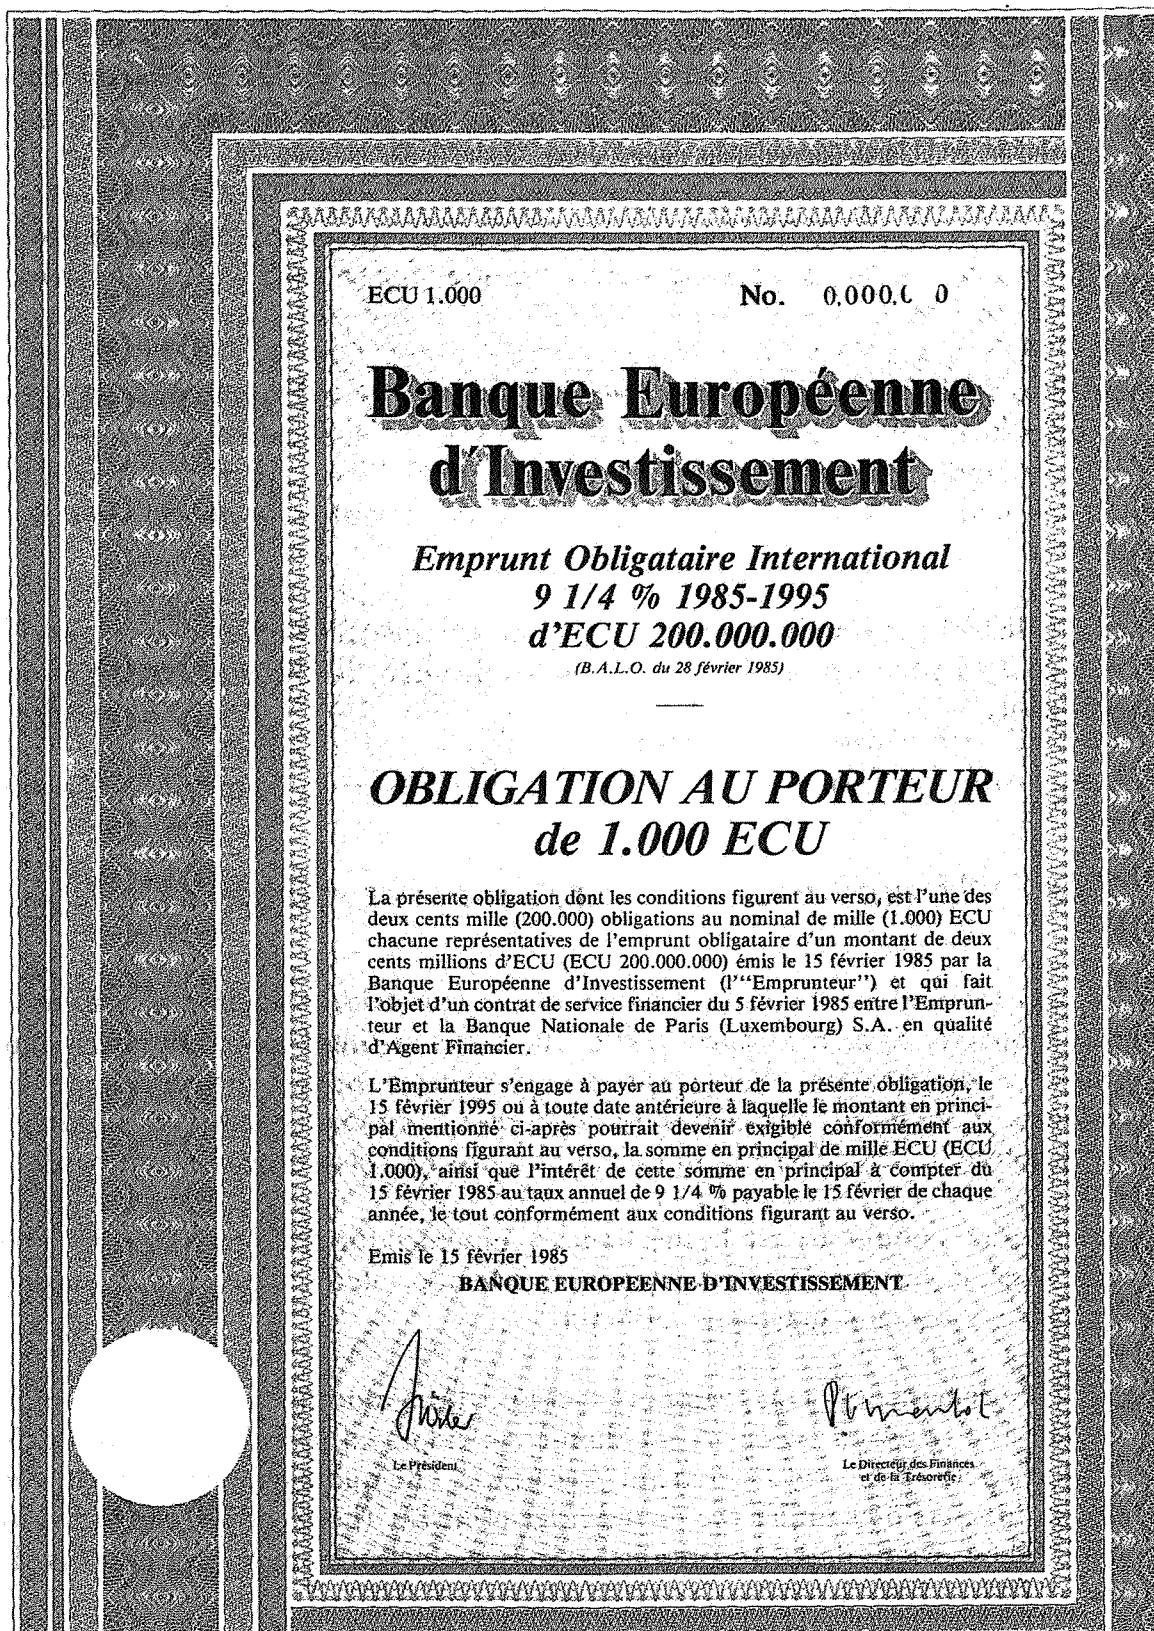 ECU 1.000 No. 0.000.0 0
Banque Européenne
d'Investissement
Emprunt Obligataire International
9 1/4 % 1985-1995
d'ECU 200.000.000
(B.A.L.O. du 28 février 1985)
OBLIGATION AU PORTEUR
de 1.000 ECU
La présente obligation dont les conditions figurent au verso, est l'une des
deux cents mille (200.000) obligations au nominal de mille (1.000) ECU
chacune représentatives de l'emprunt obligataire d'un montant de deux
cents millions d'ECU (ECU 200.000.000) émis le 15 février 1985 par la
Banque Européenne d'Investissement (l'"Emprunteur") et qui fait
l'objet d'un contrat de service financier du 5 février 1985 entre l'Emprun-
teur et la Banque Nationale de Paris (Luxembourg) S.A. en qualité
d'Agent Financier.
L'Emprunteur s'engage à payer au porteur de la présente obligation, le
15 février 1995 ou à toute date antérieure à laquelle le montant en princi-
pal mentionné ci-après pourrait devenir exigible conformément aux
conditions figurant au verso, la somme en principal de mille ECU (ECU
1.000), ainsi que l'intérêt de cette somme en principal à compter du
15 février 1985 au taux annuel de 9 1/4 % payable le 15 février de chaque
année, le tout conformément aux conditions figurant au verso.
Emis le 15 février 1985
BANQUE EUROPEENNE D'INVESTISSEMENT
Le Président
Le Directeur des Finances
et de la Trésorerie